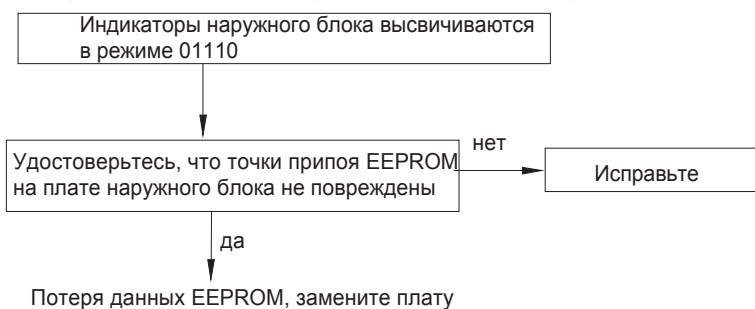 Индикаторы наружного блока высвичиваются
в режиме 01110
Удостоверьтесь, что точки припоя EEPROM
на плате наружного блока не повреждены
нет
Исправьте
да
Потеря данных EEPROM, замените плату